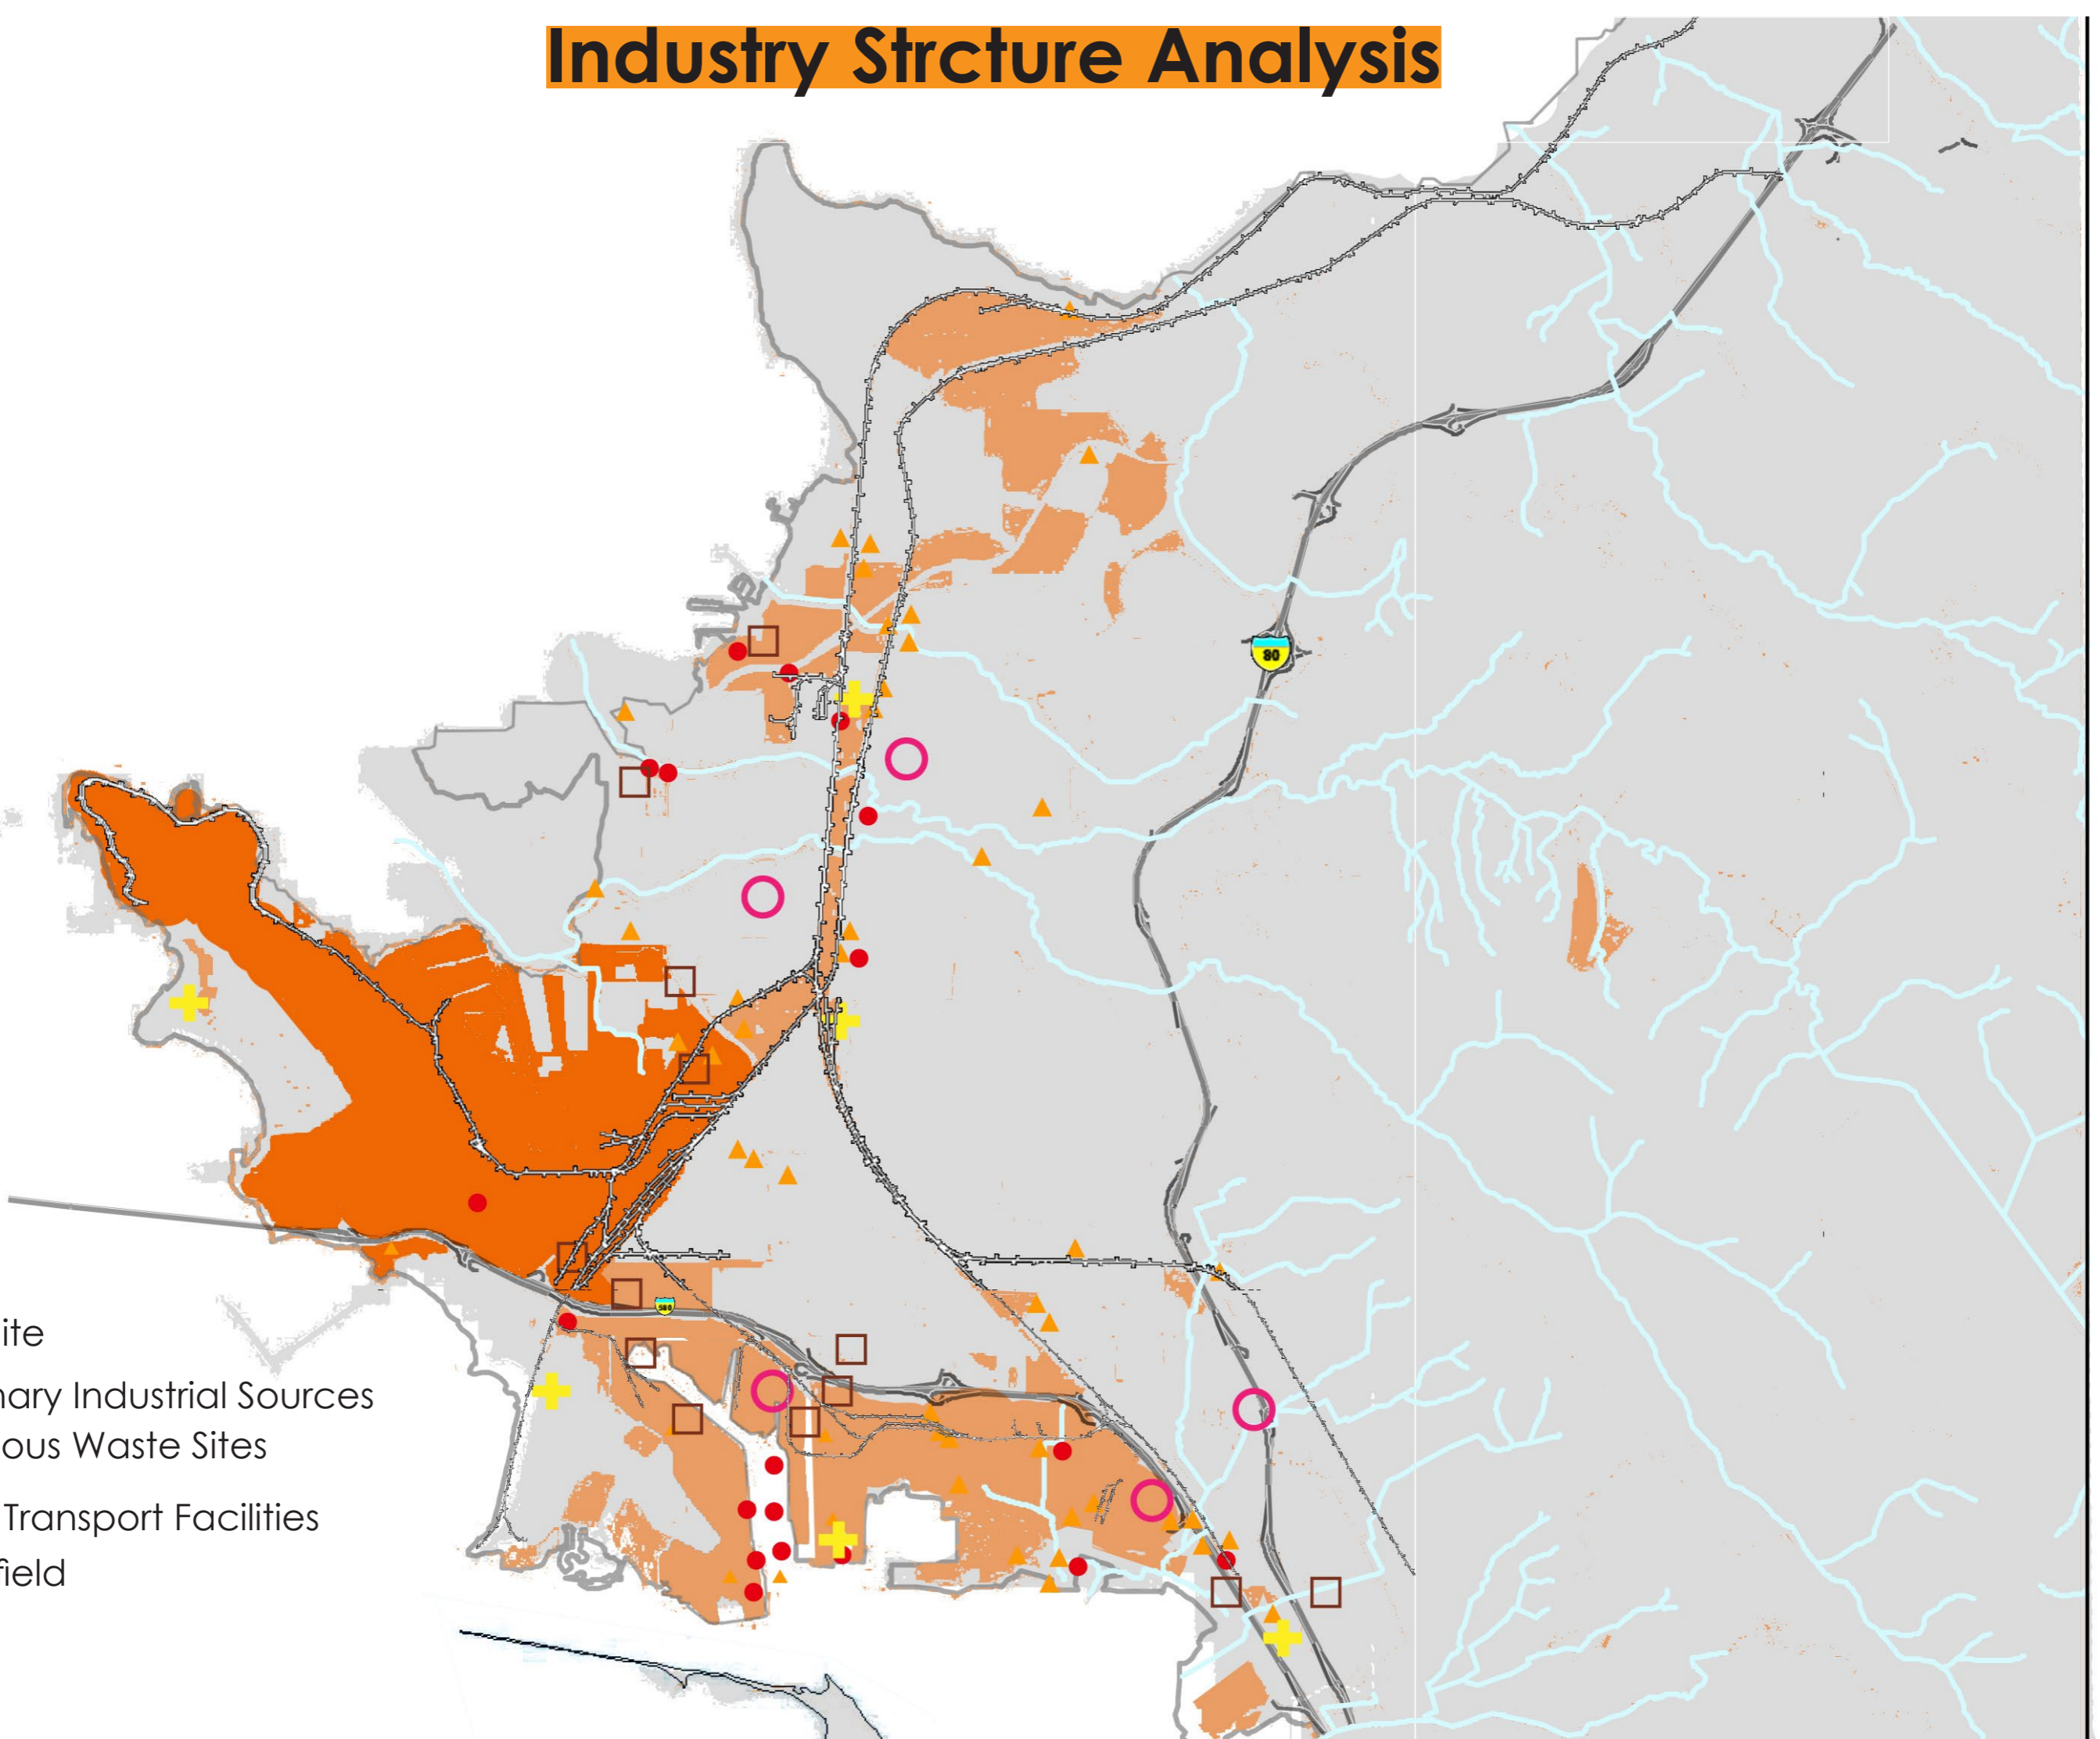 Industry Strcture Analysis
80
580
ite
nary Industrial Sources
ous Waste Sites
Transport Facilities
field